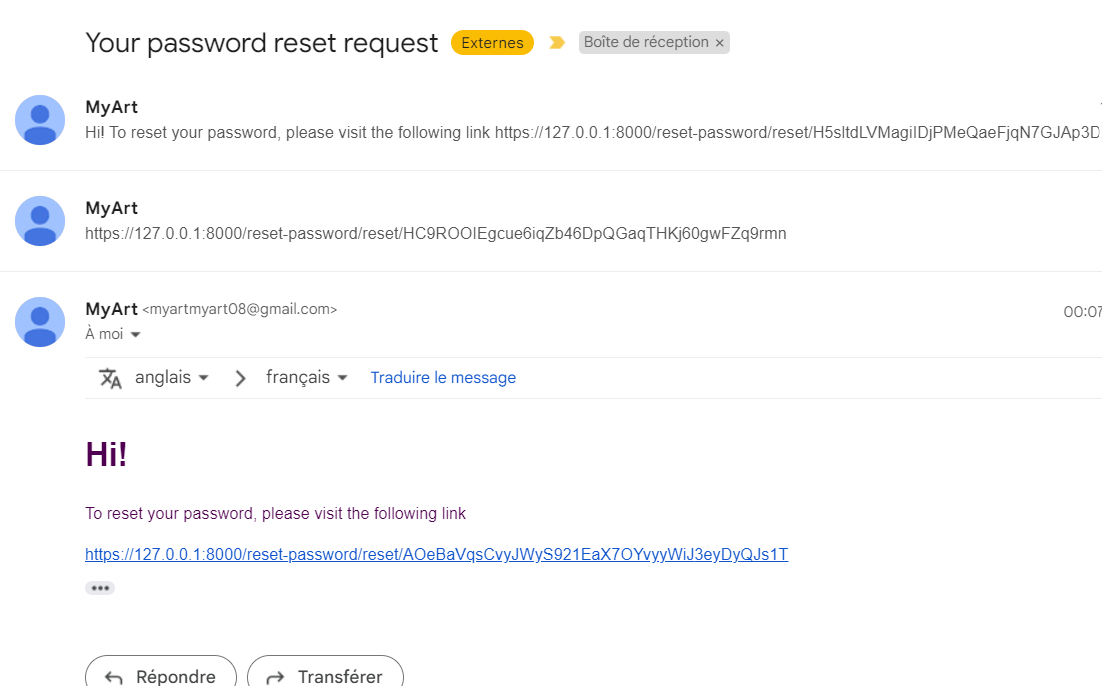 Your password reset request Externes Boîte de réception ×
MyArt
Hi! To reset your password, please visit the following link https://127.0.0.1:8000/reset-password/reset/H5sltdLVMagiIDjPMeQaeFjqN7GJAp3D
MyArt
https://127.0.0.1:8000/reset-password/reset/HC9ROOIEgcue6iqZb46DpQGaqTHKj60gwFZq9rmn
MyArt <myartmyart08@gmail.com> 00:07
À moi
anglais français Traduire le message
Hi!
To reset your password, please visit the following link
https://127.0.0.1:8000/reset-password/reset/AOeBaVqsCvyJWyS921EaX7OYvyyWiJ3eyDyQJs1T
Répondre Transférer